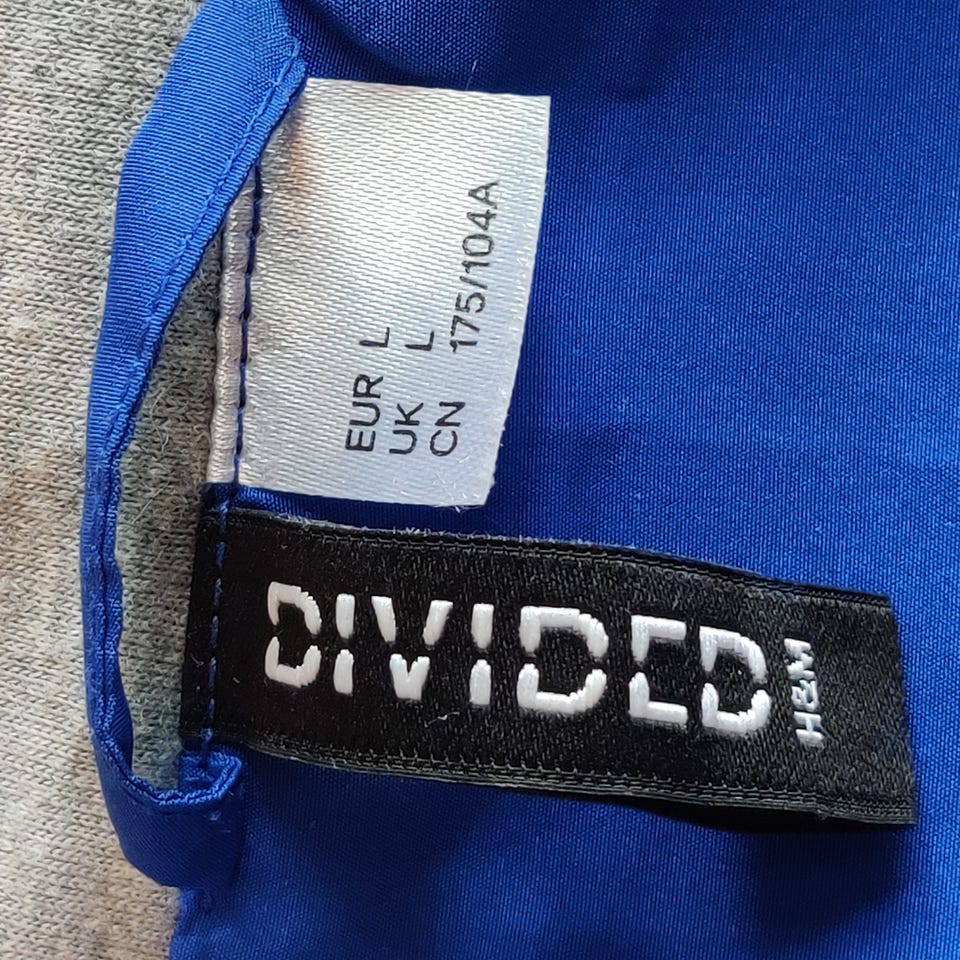 EUR L
UK L
CN 175/104A
DIVIDED
H&M